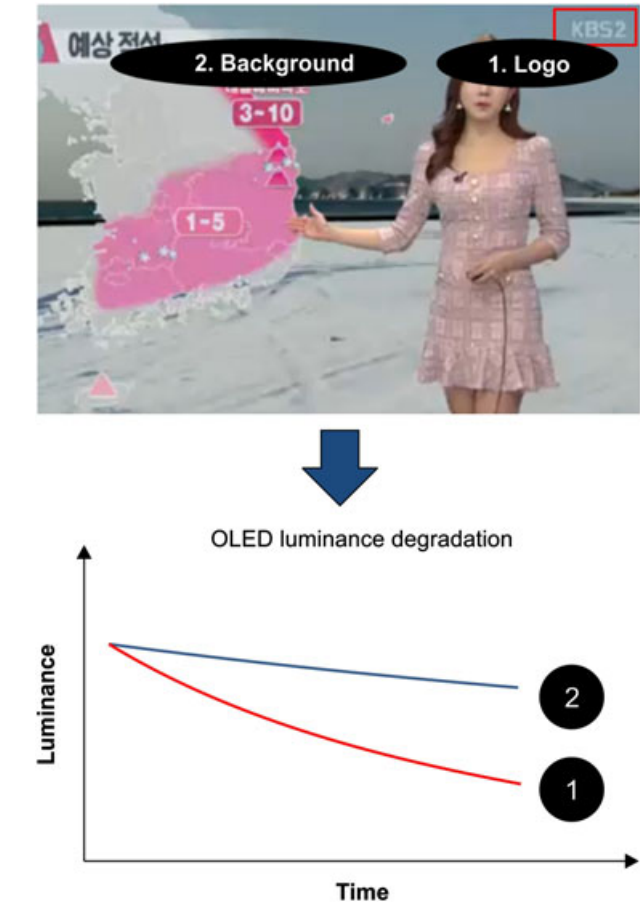 예상 적설
KBS2
2. Background
1. Logo
3~10
1~5
OLED luminance degradation
Luminance
2
1
Time